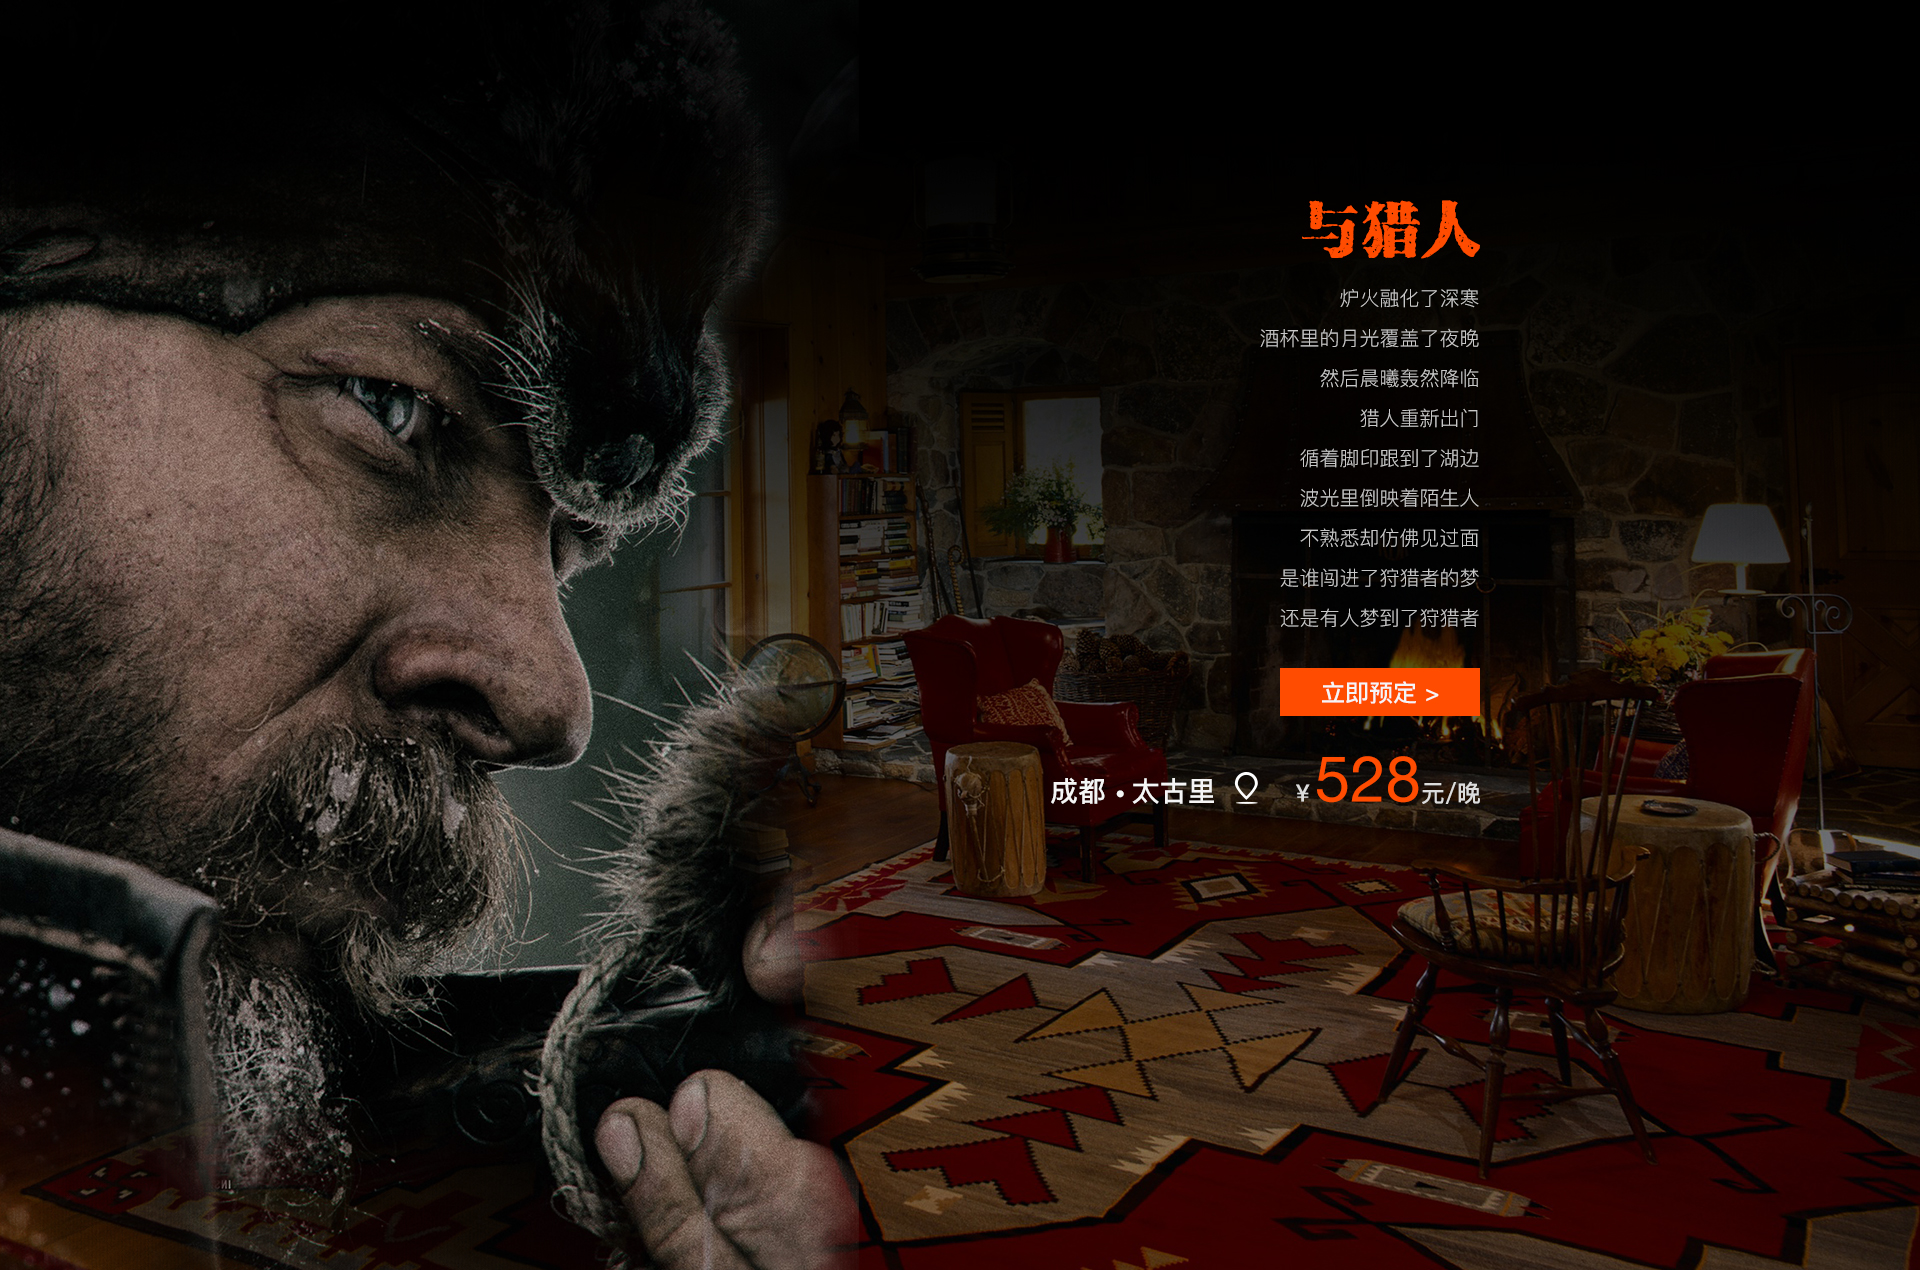 与猎人
炉火融化了深寒
酒杯里的月光覆盖了夜晚
然后晨曦轰然降临
猎人重新出门
循着脚印跟到了湖边
波光里倒映着陌生人
不熟悉却仿佛见过面
是谁闯进了狩猎者的梦
还是有人梦到了狩猎者
立即预定 >
成都 • 太古里 ¥528元/晚